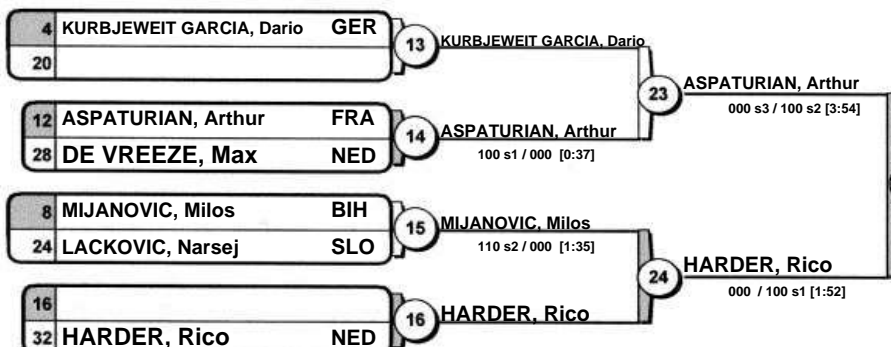 4 KURBJEWEIT GARCIA, Dario GER
20
13
KURBJEWEIT GARCIA, Dario
12 ASPATURIAN, Arthur FRA
28 DE VREEZE, Max NED
14
ASPATURIAN, Arthur
100 s1 / 000 [0:37]
23
ASPATURIAN, Arthur
000 s3 / 100 s2 [3:54]
8 MIJANOVIC, Milos BIH
24 LACKOVIC, Narsej SLO
15
MIJANOVIC, Milos
110 s2 / 000 [1:35]
16
32 HARDER, Rico NED
16
HARDER, Rico
24
HARDER, Rico
000 / 100 s1 [1:52]